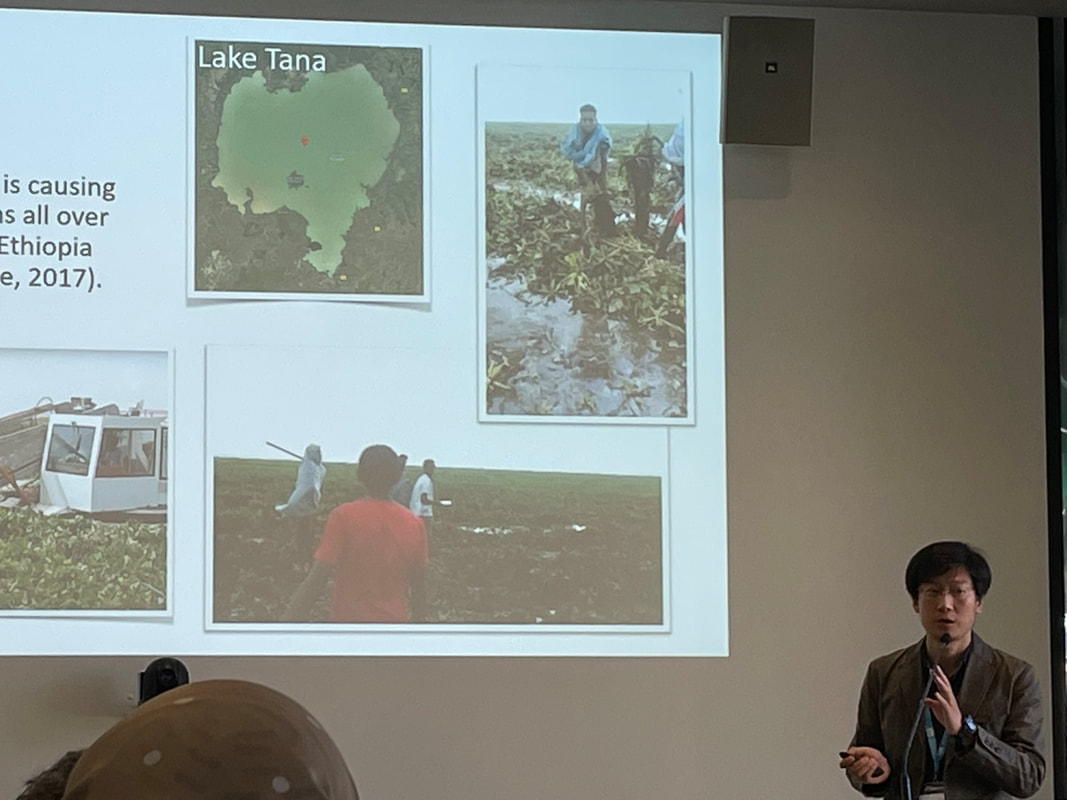 Lake Tana
is causing
s all over
Ethiopia
e, 2017).